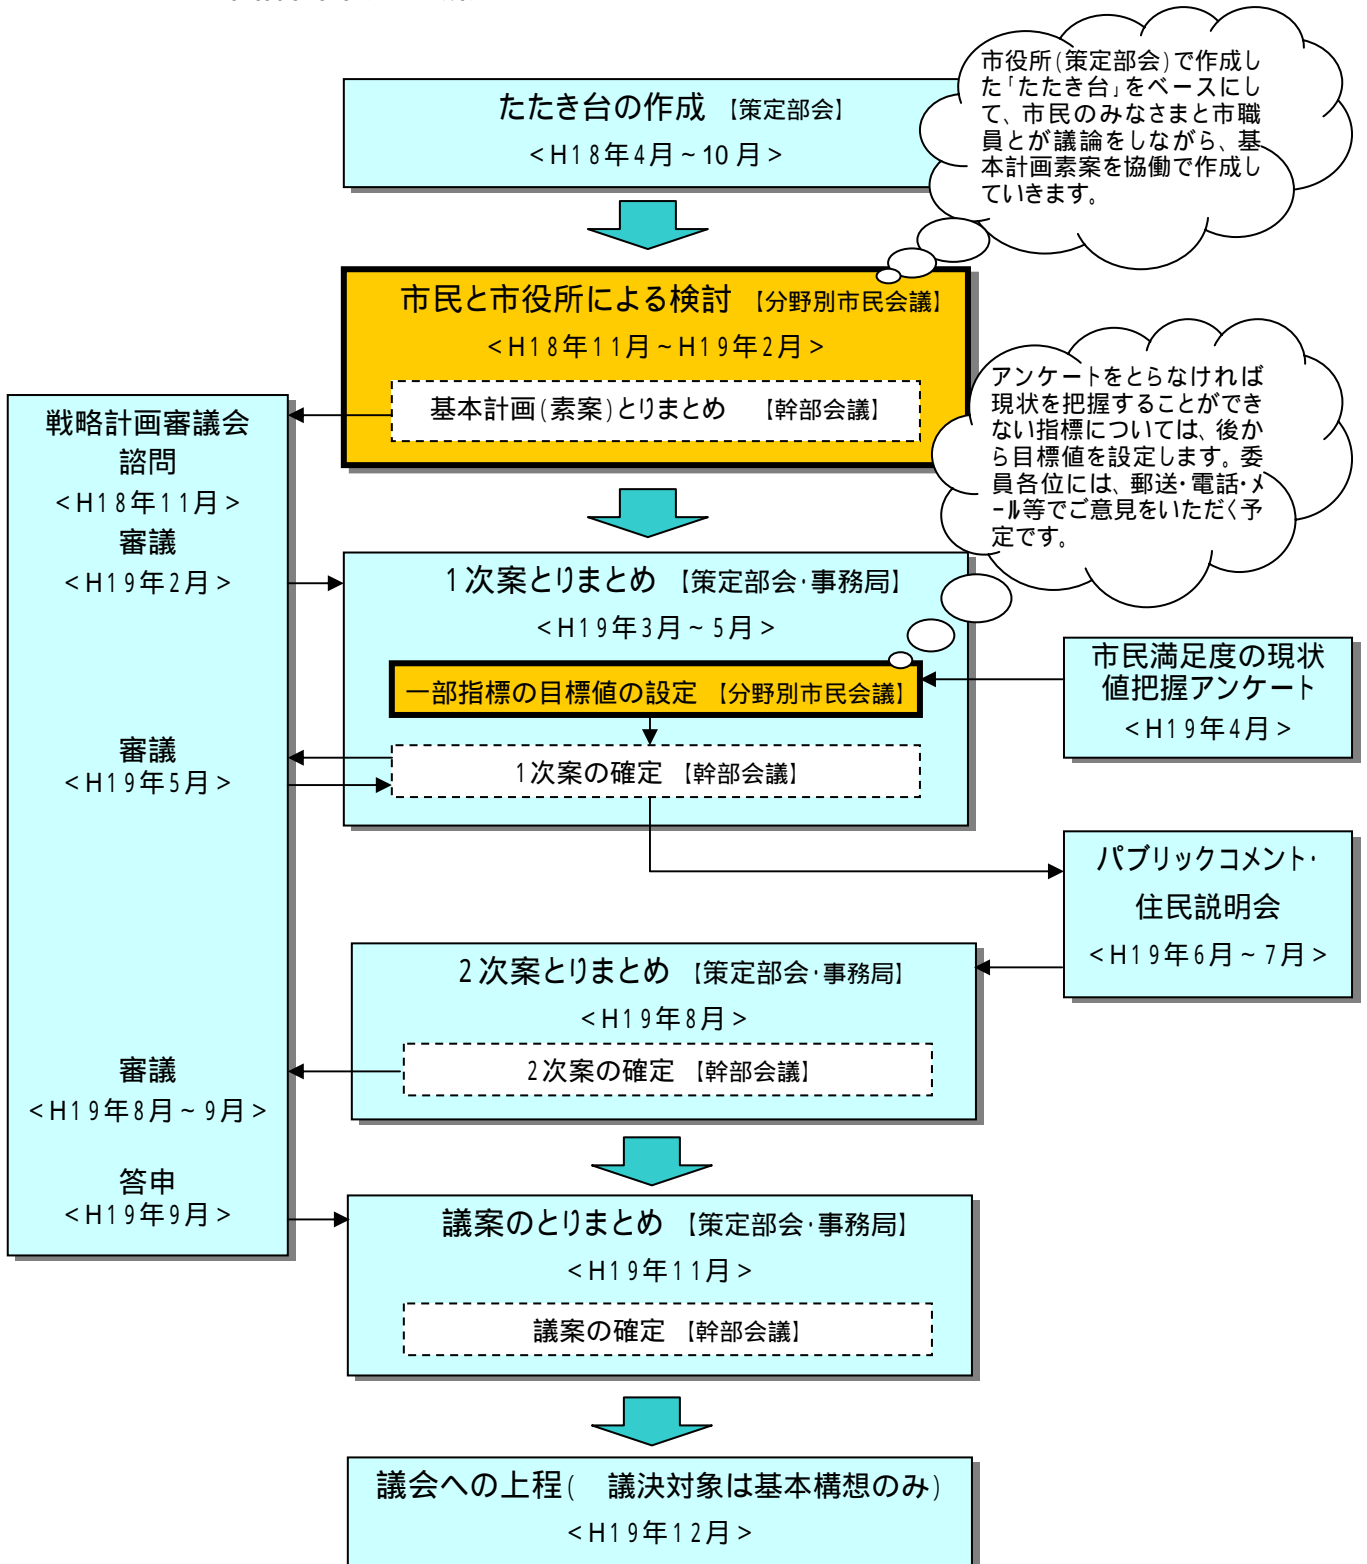 たたき台の作成 【策定部会】
<H18年4月~10月>
市役所(策定部会)で作成し
た「たたき台」をベースにし
て、市民のみなさまと市職
員とが議論をしながら、基
本計画素案を協働で作成し
ていきます。
市民と市役所による検討 【分野別市民会議】
<H18年11月~H19年2月>
基本計画(素案)とりまとめ 【幹部会議】
アンケートをとらなければ
現状を把握することができ
ない指標については、後か
ら目標値を設定します。委
員各位には、郵送・電話・メ
ール等でご意見をいただく予
定です。
戦略計画審議会
諮問
<H18年11月>
審議
<H19年2月>
1次案とりまとめ 【策定部会・事務局】
<H19年3月~5月>
一部指標の目標値の設定 【分野別市民会議】
市民満足度の現状
値把握アンケート
<H19年4月>
審議
<H19年5月>
1次案の確定 【幹部会議】
パブリックコメント・
住民説明会
<H19年6月~7月>
2次案とりまとめ 【策定部会・事務局】
<H19年8月>
2次案の確定 【幹部会議】
審議
<H19年8月~9月>
答申
<H19年9月>
議案のとりまとめ 【策定部会・事務局】
<H19年11月>
議案の確定 【幹部会議】
議会への上程( 議決対象は基本構想のみ)
<H19年12月>